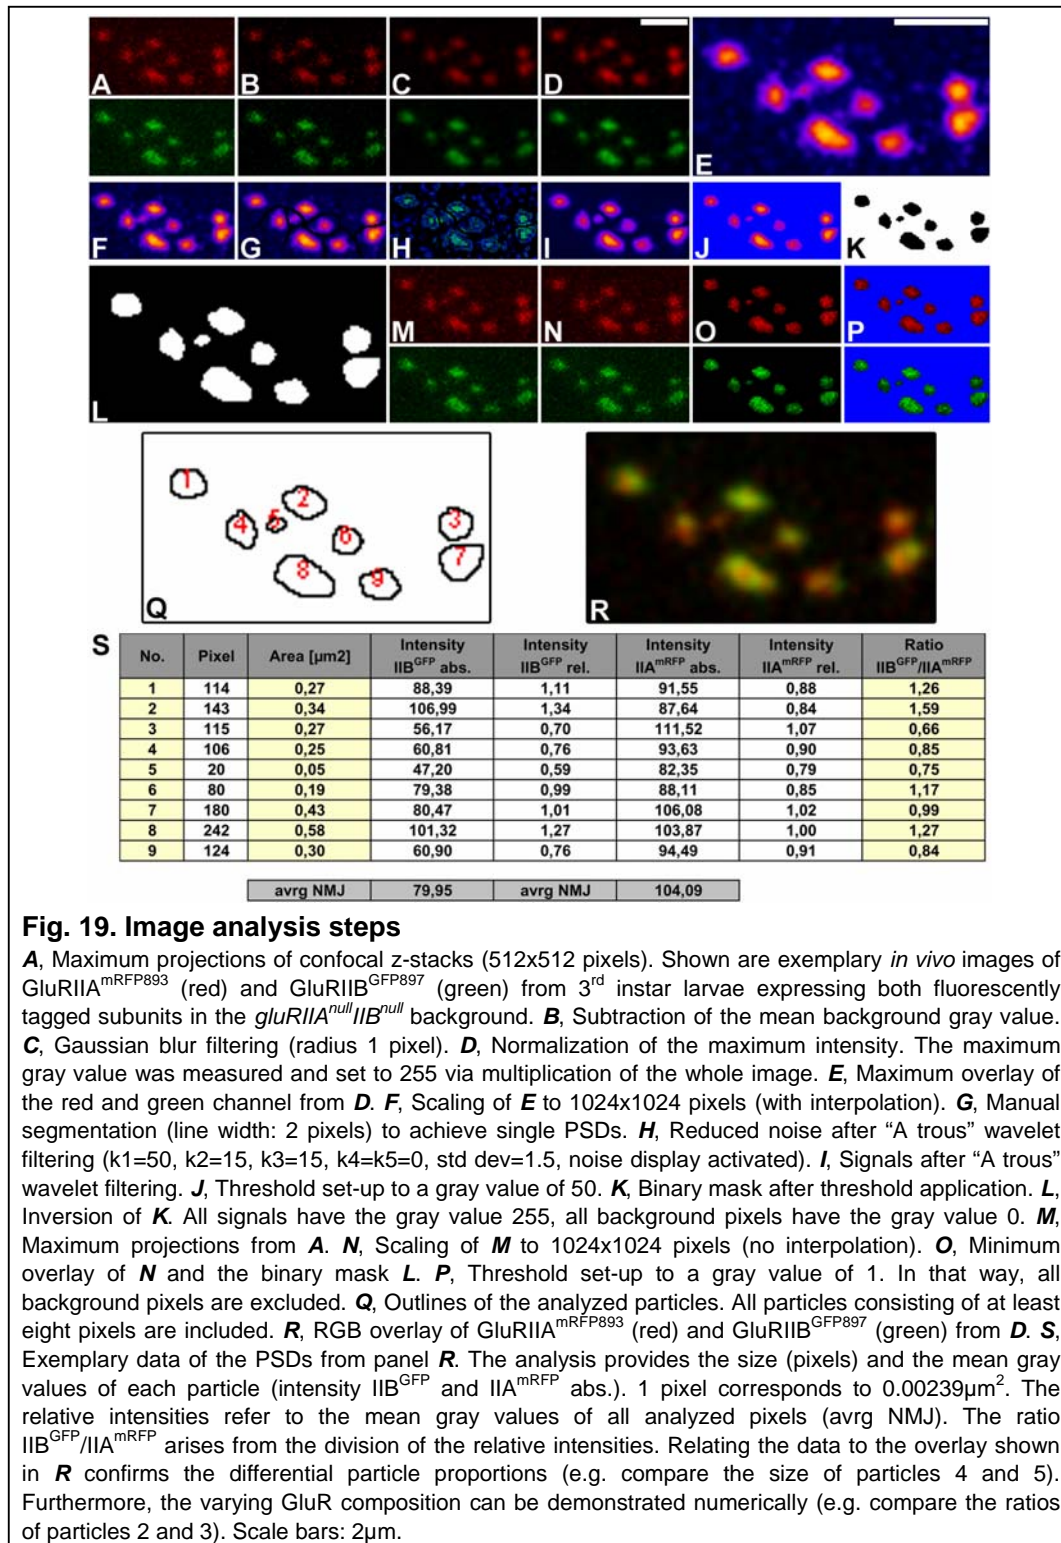 A B C D E
F G H I J K
L M N O P
1 2 3 4 5 6 7 8 9
Q R
S
No. Pixel Area [µm2] Intensity IIB^GFP abs. Intensity IIB^GFP rel. Intensity IIA^mRFP abs. Intensity IIA^mRFP rel. Ratio IIB^GFP/IIA^mRFP
1 114 0,27 88,39 1,11 91,55 0,88 1,26
2 143 0,34 106,99 1,34 87,64 0,84 1,59
3 115 0,27 56,17 0,70 111,52 1,07 0,66
4 106 0,25 60,81 0,76 93,63 0,90 0,85
5 20 0,05 47,20 0,59 82,35 0,79 0,75
6 80 0,19 79,38 0,99 88,11 0,85 1,17
7 180 0,43 80,47 1,01 106,08 1,02 0,99
8 242 0,58 101,32 1,27 103,87 1,00 1,27
9 124 0,30 60,90 0,76 94,49 0,91 0,84
avrg NMJ 79,95 avrg NMJ 104,09
Fig. 19. Image analysis steps
A, Maximum projections of confocal z-stacks (512x512 pixels). Shown are exemplary in vivo images of
GluRIIA^mRFP893 (red) and GluRIIB^GFP897 (green) from 3^rd instar larvae expressing both fluorescently
tagged subunits in the gluRIIA^null IIB^null background. B, Subtraction of the mean background gray value.
C, Gaussian blur filtering (radius 1 pixel). D, Normalization of the maximum intensity. The maximum
gray value was measured and set to 255 via multiplication of the whole image. E, Maximum overlay of
the red and green channel from D. F, Scaling of E to 1024x1024 pixels (with interpolation). G, Manual
segmentation (line width: 2 pixels) to achieve single PSDs. H, Reduced noise after “A trous” wavelet
filtering (k1=50, k2=15, k3=15, k4=k5=0, std dev=1.5, noise display activated). I, Signals after “A trous”
wavelet filtering. J, Threshold set-up to a gray value of 50. K, Binary mask after threshold application. L,
Inversion of K. All signals have the gray value 255, all background pixels have the gray value 0. M,
Maximum projections from A. N, Scaling of M to 1024x1024 pixels (no interpolation). O, Minimum
overlay of N and the binary mask L. P, Threshold set-up to a gray value of 1. In that way, all
background pixels are excluded. Q, Outlines of the analyzed particles. All particles consisting of at least
eight pixels are included. R, RGB overlay of GluRIIA^mRFP893 (red) and GluRIIB^GFP897 (green) from D. S,
Exemplary data of the PSDs from panel R. The analysis provides the size (pixels) and the mean gray
values of each particle (intensity IIB^GFP and IIA^mRFP abs.). 1 pixel corresponds to 0.00239µm^2. The
relative intensities refer to the mean gray values of all analyzed pixels (avrg NMJ). The ratio
IIB^GFP/IIA^mRFP arises from the division of the relative intensities. Relating the data to the overlay shown
in R confirms the differential particle proportions (e.g. compare the size of particles 4 and 5).
Furthermore, the varying GluR composition can be demonstrated numerically (e.g. compare the ratios
of particles 2 and 3). Scale bars: 2µm.